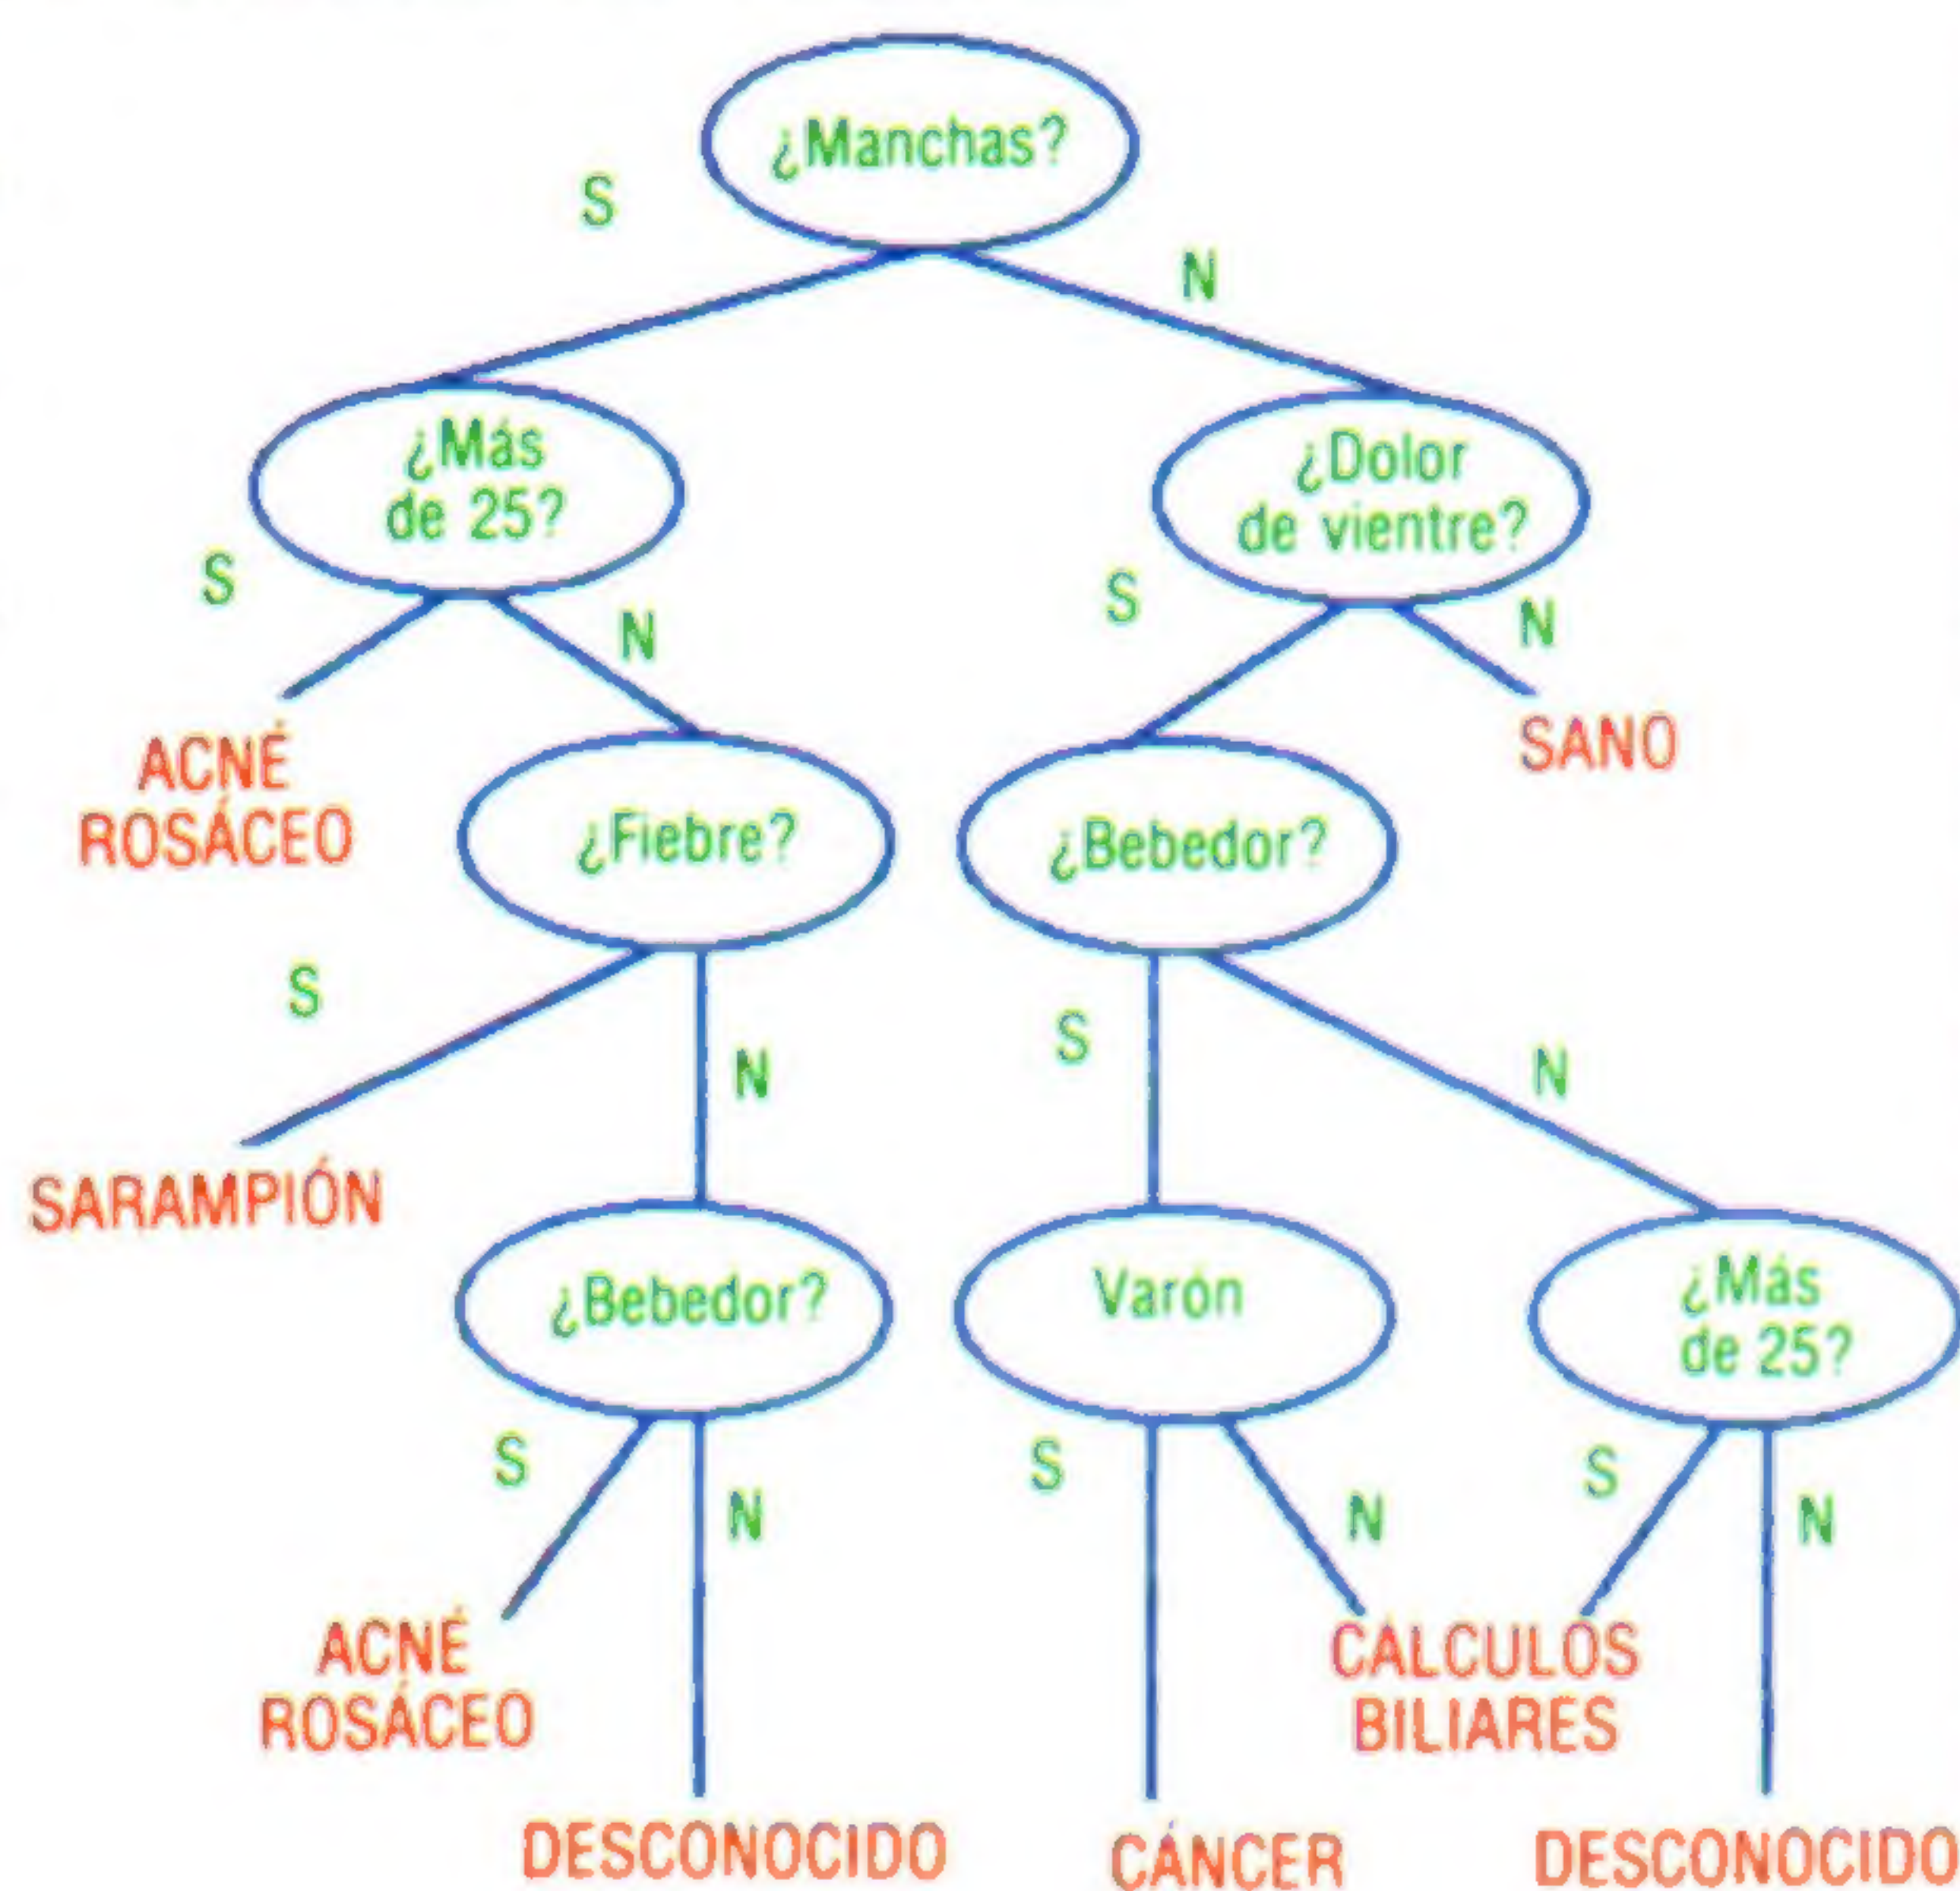 ¿Manchas?
S
N
¿Más
de 25?
¿Dolor
de vientre?
S
N
S
N
ACNÉ
ROSÁCEO
SANO
¿Fiebre?
¿Bebedor?
S
N
S
N
SARAMPIÓN
¿Bebedor?
Varón
¿Más
de 25?
S
N
S
N
S
N
ACNÉ
ROSÁCEO
CÁLCULOS
BILIARES
DESCONOCIDO
CÁNCER
DESCONOCIDO